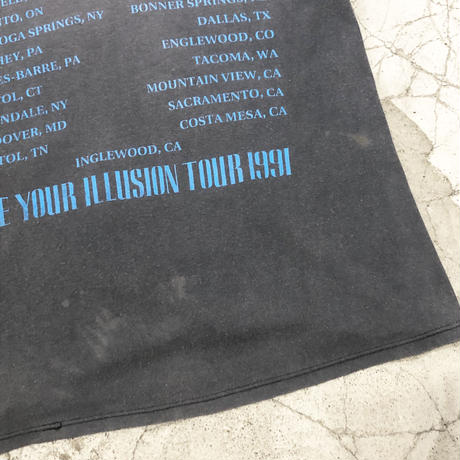 NTO, ON
OGA SPRINGS, NY
BONNER SPRINGS,
HEY, PA
DALLAS, TX
ES-BARRE, PA
ENGLEWOOD, CO
TOL, CT
TACOMA, WA
NDALE, NY
MOUNTAIN VIEW, CA
DOVER, MD
SACRAMENTO, CA
TOL, TN
COSTA MESA, CA
INGLEWOOD, CA
E YOUR ILLUSION TOUR 1991